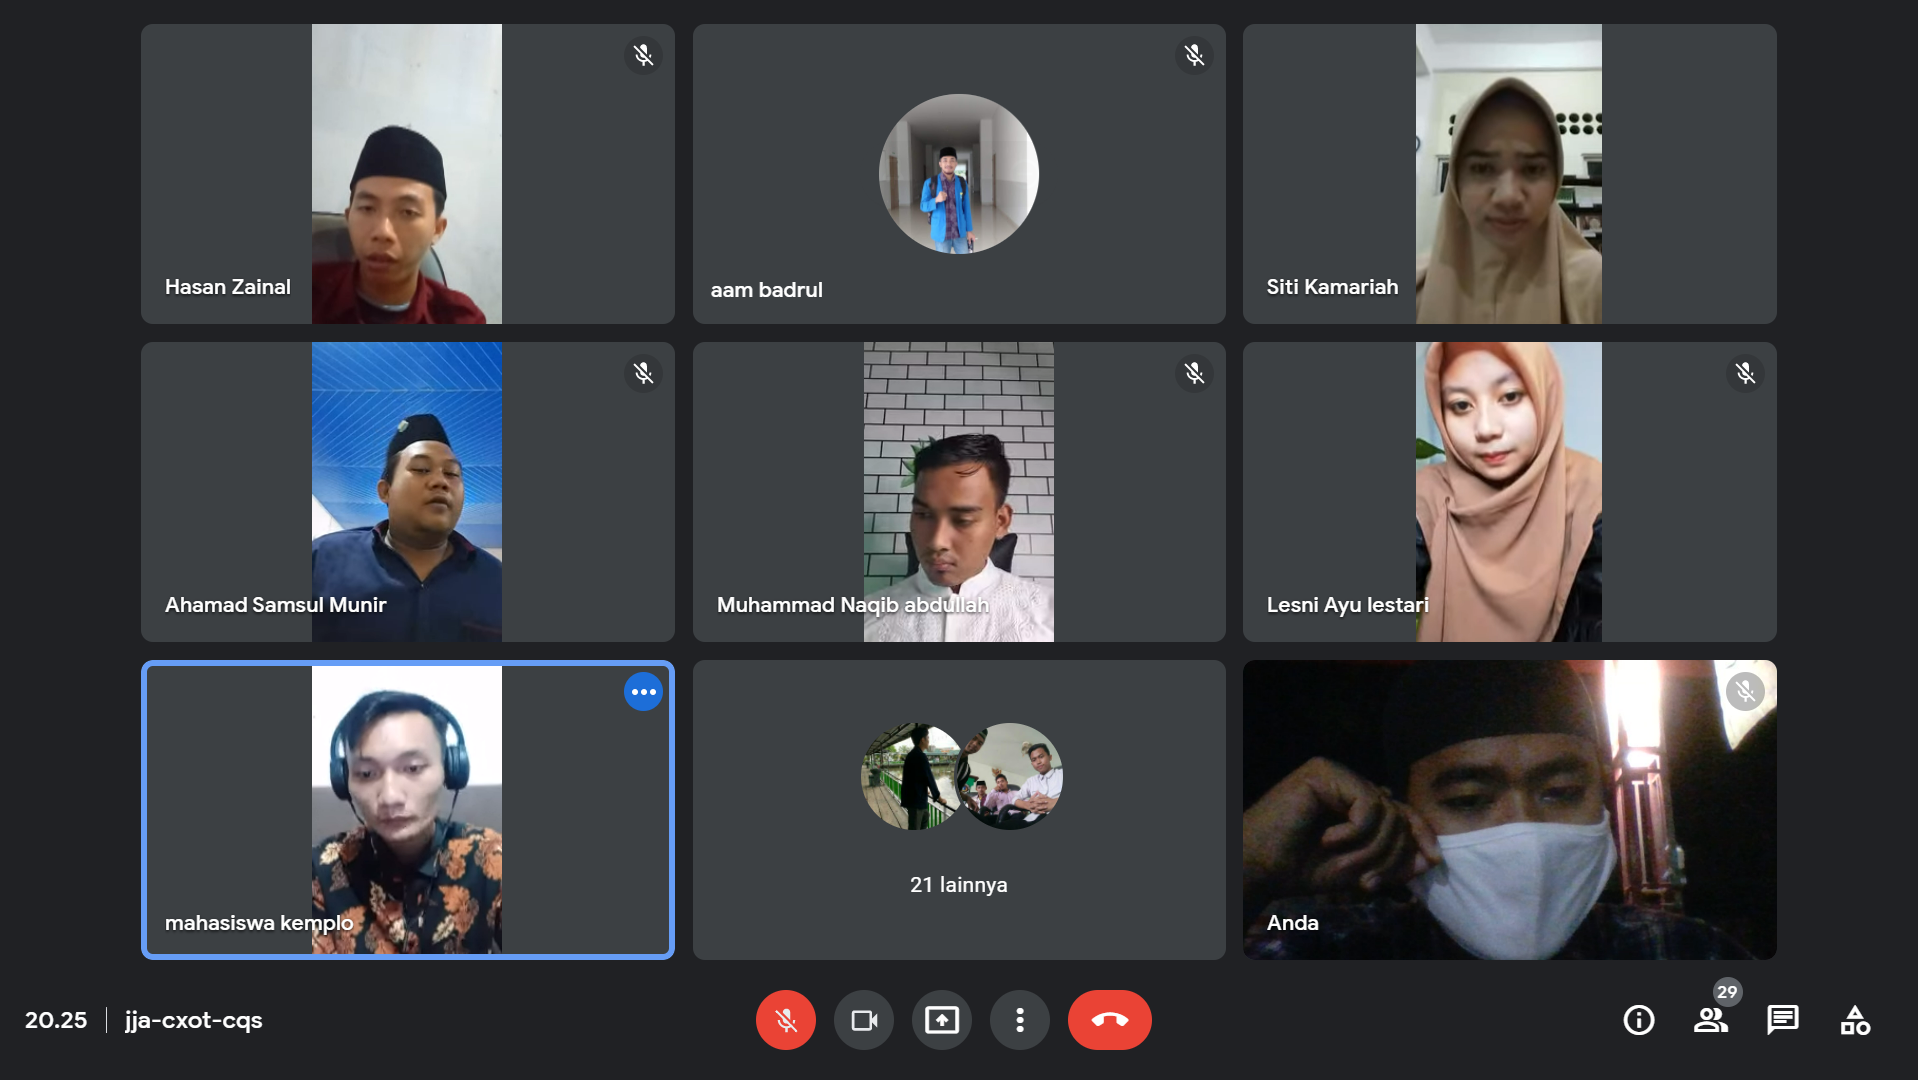 Hasan Zainal
aam badrul
Siti Kamariah
Ahamad Samsul Munir
Muhammad Naqib abdullah
Lesni Ayu lestari
mahasiswa kemplo
21 lainnya
Anda
20.25 | jja-cxot-cqs
29